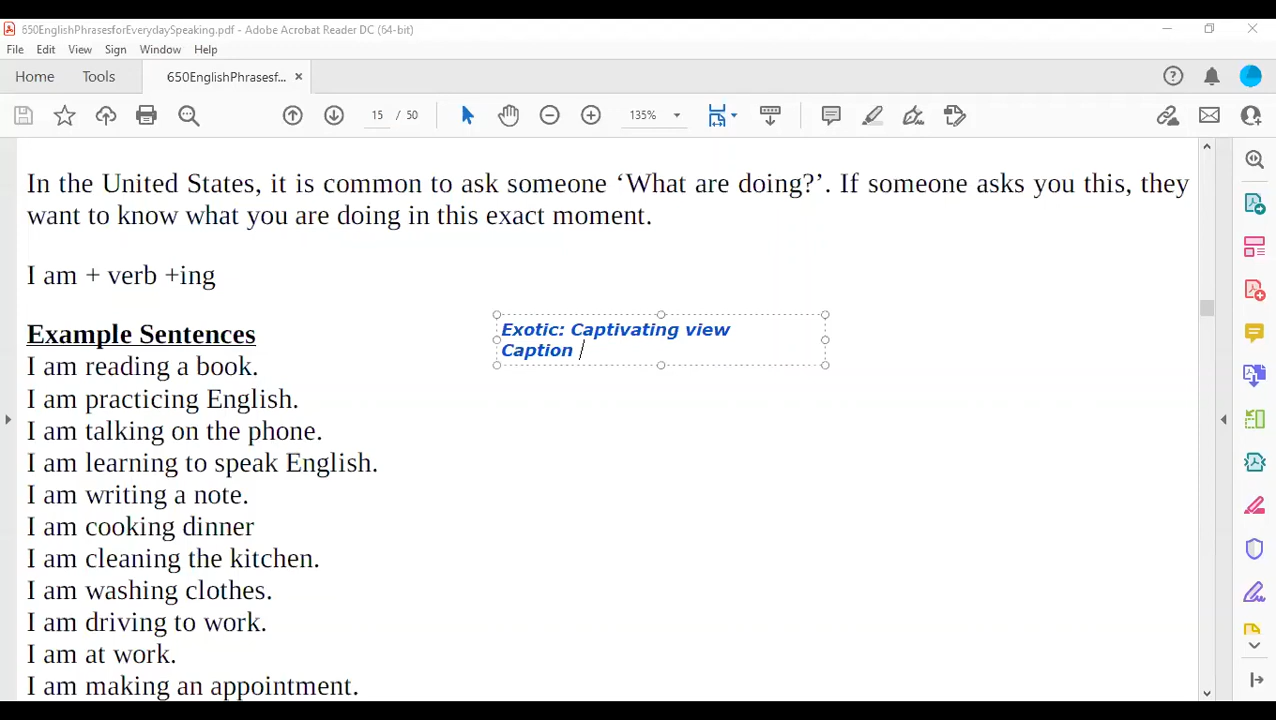 650EnglishPhrasesforEverydaySpeaking.pdf - Adobe Acrobat Reader DC (64-bit)
File Edit View Sign Window Help
Home Tools 650EnglishPhrasesf... ×
15 / 50 135%
In the United States, it is common to ask someone ‘What are doing?’. If someone asks you this, they
want to know what you are doing in this exact moment.
I am + verb +ing
Exotic: Captivating view
Caption
Example Sentences
I am reading a book.
I am practicing English.
I am talking on the phone.
I am learning to speak English.
I am writing a note.
I am cooking dinner
I am cleaning the kitchen.
I am washing clothes.
I am driving to work.
I am at work.
I am making an appointment.